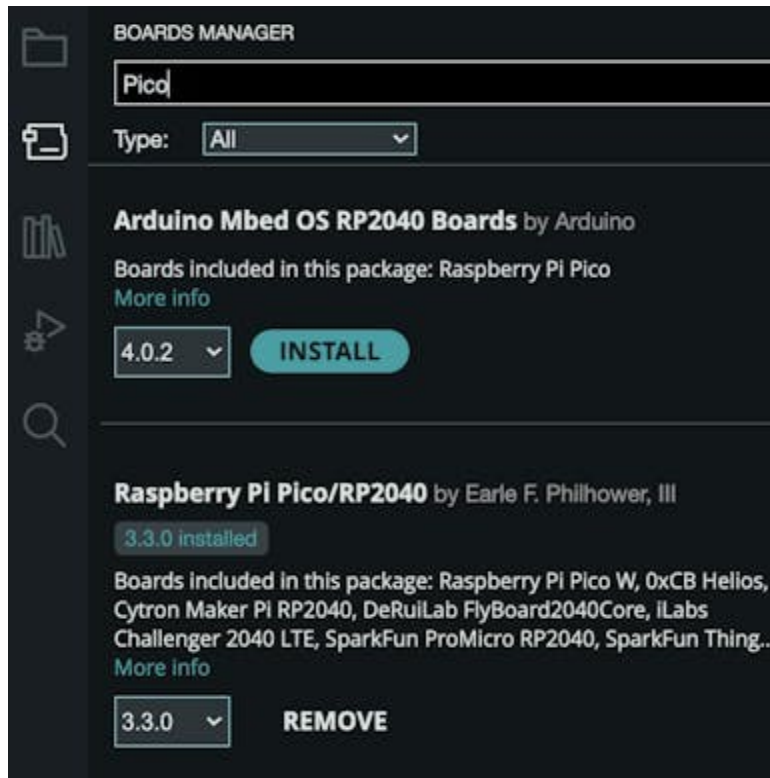 BOARDS MANAGER
Pico
Type: All
Arduino Mbed OS RP2040 Boards by Arduino
Boards included in this package: Raspberry Pi Pico
More info
4.0.2 INSTALL
Raspberry Pi Pico/RP2040 by Earle F. Philhower, III
3.3.0 installed
Boards included in this package: Raspberry Pi Pico W, 0xCB Helios,
Cytron Maker Pi RP2040, DeRuiLab FlyBoard2040Core, iLabs
Challenger 2040 LTE, SparkFun ProMicro RP2040, SparkFun Thing...
More info
3.3.0 REMOVE